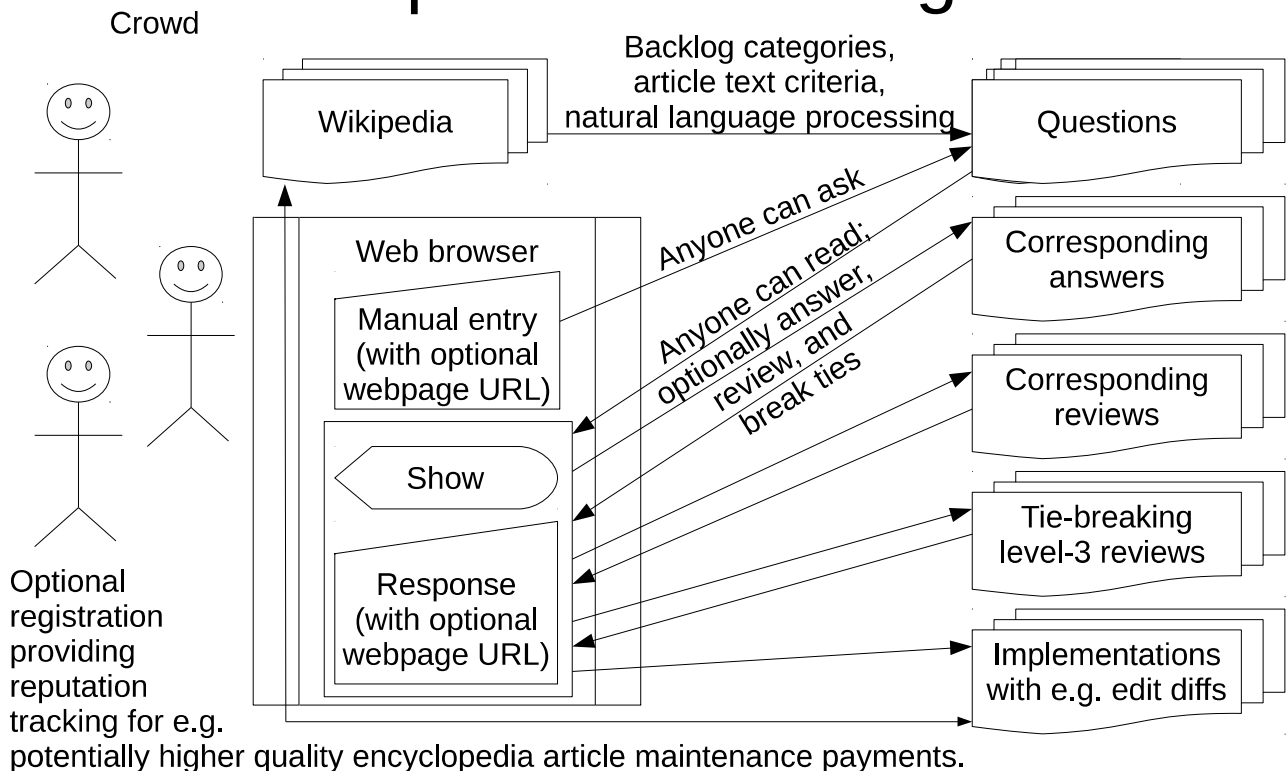 Crowd
Wikipedia
Backlog categories,
article text criteria,
natural language processing
Questions
Anyone can ask
Web browser
Manual entry
(with optional
webpage URL)
Anyone can read;
optionally answer,
review, and
break ties
Corresponding
answers
Corresponding
reviews
Show
Tie-breaking
level-3 reviews
Response
(with optional
webpage URL)
Implementations
with e.g. edit diffs
Optional
registration
providing
reputation
tracking for e.g.
potentially higher quality encyclopedia article maintenance payments.